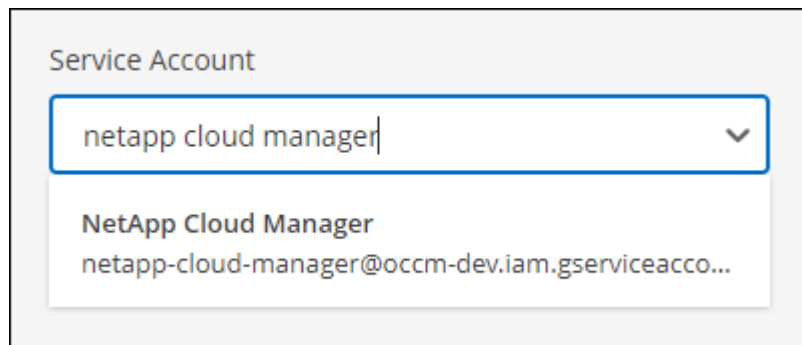 Service Account
netapp cloud manager
NetApp Cloud Manager
netapp-cloud-manager@occm-dev.iam.gserviceacco...